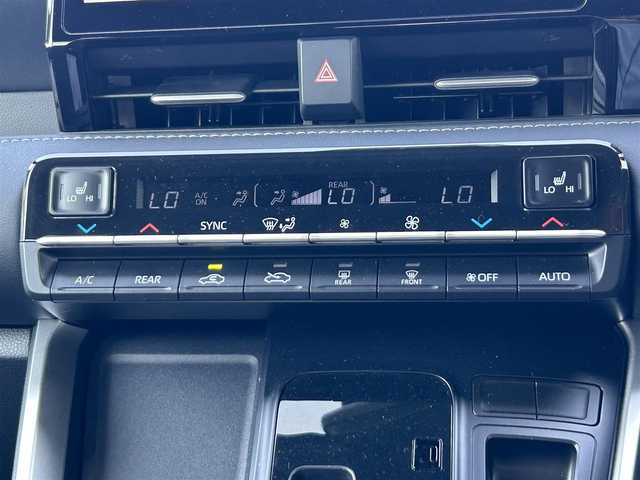 LO HI
LO
A/C ON
REAR
LO
LO
LO HI
SYNC
A/C
REAR
REAR
FRONT
OFF
AUTO